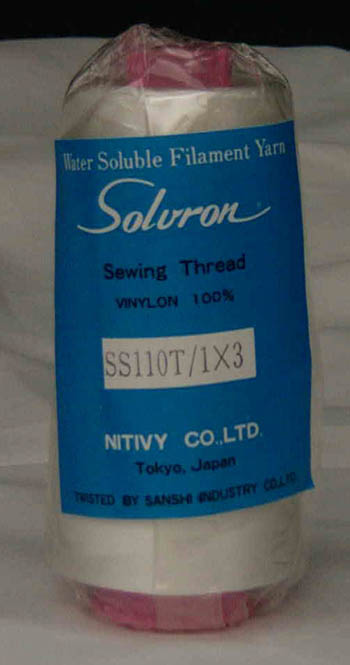 Water Soluble Filament Yarn
Solvron
Sewing Thread
VINYLON 100%
SS110T/1X3
NITIVY CO.,LTD.
Tokyo, Japan
TWISTED BY SANSHI INDUSTRY CO.,LTD.